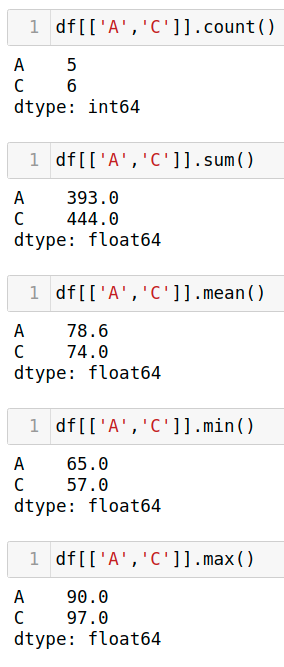 1 df[['A','C']].count()
A    5
C    6
dtype: int64
1 df[['A','C']].sum()
A    393.0
C    444.0
dtype: float64
1 df[['A','C']].mean()
A    78.6
C    74.0
dtype: float64
1 df[['A','C']].min()
A    65.0
C    57.0
dtype: float64
1 df[['A','C']].max()
A    90.0
C    97.0
dtype: float64